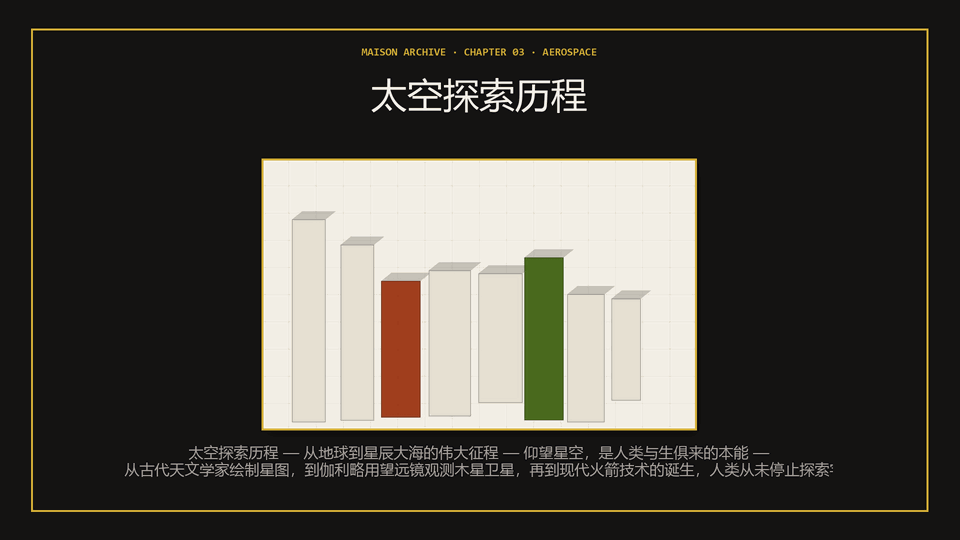 MAISON ARCHIVE · CHAPTER 03 · AEROSPACE
太空探索历程
太空探索历程 — 从地球到星辰大海的伟大征程 — 仰望星空，是人类与生俱来的本能 —
从古代天文学家绘制星图，到伽利略用望远镜观测木星卫星，再到现代火箭技术的诞生，人类从未停止探索